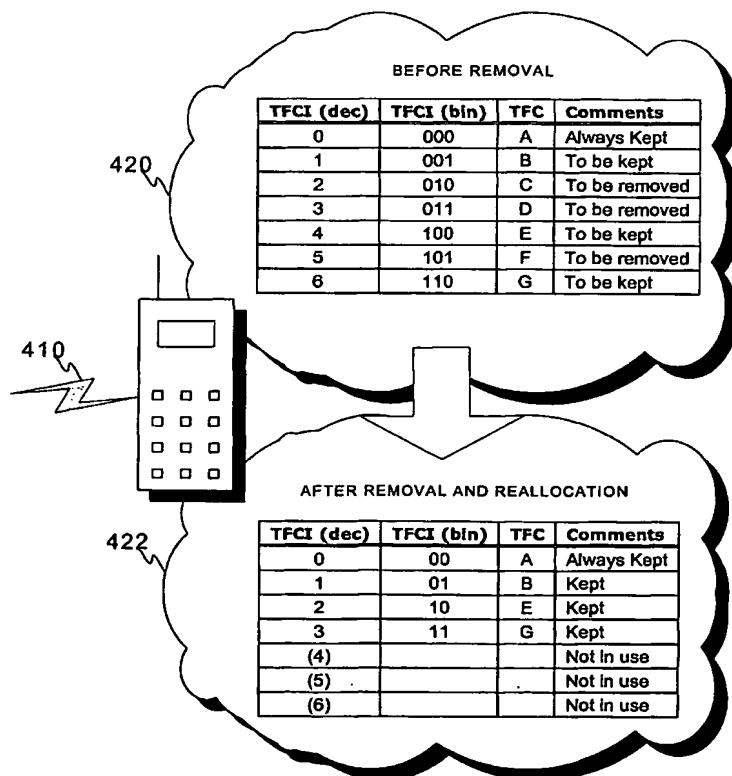 BEFORE REMOVAL
TFCI (dec) TFCI (bin) TFC Comments
0 000 A Always Kept
1 001 B To be kept
2 010 C To be removed
3 011 D To be removed
4 100 E To be kept
5 101 F To be removed
6 110 G To be kept
420
410
AFTER REMOVAL AND REALLOCATION
TFCI (dec) TFCI (bin) TFC Comments
0 00 A Always Kept
1 01 B Kept
2 10 E Kept
3 11 G Kept
(4) Not in use
(5) Not in use
(6) Not in use
422